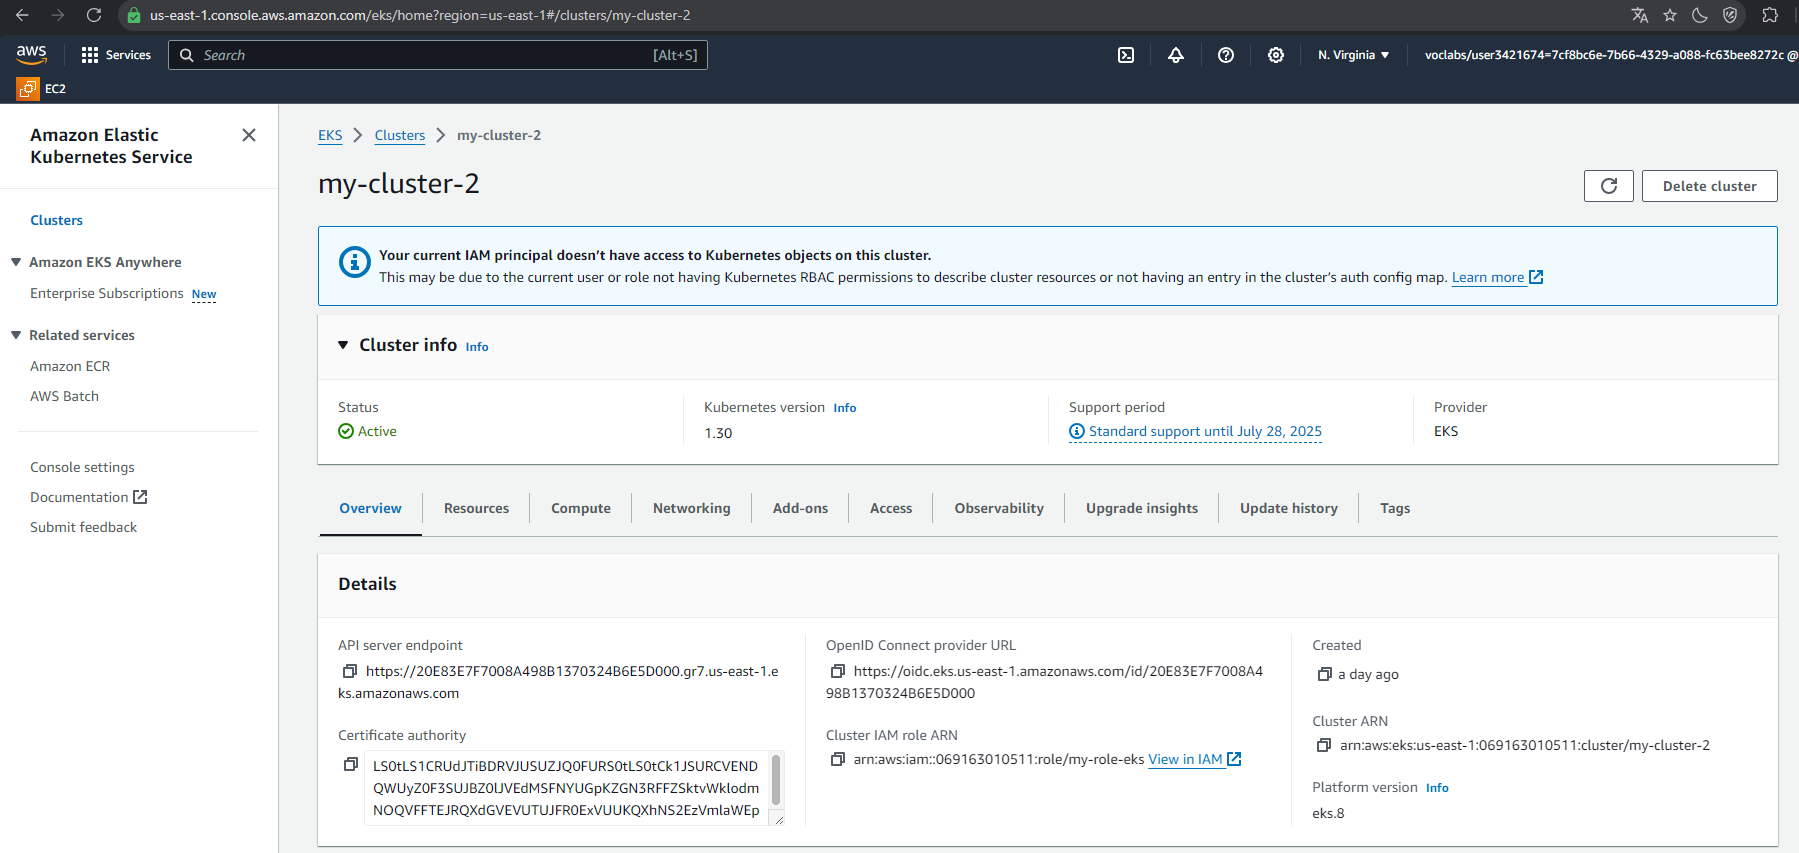 us-east-1.console.aws.amazon.com/eks/home?region=us-east-1#/clusters/my-cluster-2
aws
Services
Search
[Alt+S]
N. Virginia
voclabs/user3421674=7cf8bc6e-7b66-4329-a088-fc63bee8272c @
EC2
Amazon Elastic
Kubernetes Service
Clusters
Amazon EKS Anywhere
Enterprise Subscriptions New
Related services
Amazon ECR
AWS Batch
Console settings
Documentation
Submit feedback
EKS
Clusters
my-cluster-2
my-cluster-2
Delete cluster
Your current IAM principal doesn't have access to Kubernetes objects on this cluster.
This may be due to the current user or role not having Kubernetes RBAC permissions to describe cluster resources or not having an entry in the cluster's auth config map. Learn more
Cluster info Info
Status
Active
Kubernetes version Info
1.30
Support period
Standard support until July 28, 2025
Provider
EKS
Overview
Resources
Compute
Networking
Add-ons
Access
Observability
Upgrade insights
Update history
Tags
Details
API server endpoint
https://20E83E7F7008A498B1370324B6E5D000.gr7.us-east-1.e
ks.amazonaws.com
Certificate authority
LS0tLS1CRUdJTiBDRVJUSUZJQ0FURS0tLS0tCk1JSURCVEND
QWUyZ0F3SUJBZ0lJVEdMSFNYUGpKZGN3RFFZSktvWklodm
NOQVFFTEJRQXdGVEVUTUJFR0ExVUUKQXhNS2EzVmlaWEp
OpenID Connect provider URL
https://oidc.eks.us-east-1.amazonaws.com/id/20E83E7F7008A4
98B1370324B6E5D000
Cluster IAM role ARN
arn:aws:iam::069163010511:role/my-role-eks View in IAM
Created
a day ago
Cluster ARN
arn:aws:eks:us-east-1:069163010511:cluster/my-cluster-2
Platform version Info
eks.8